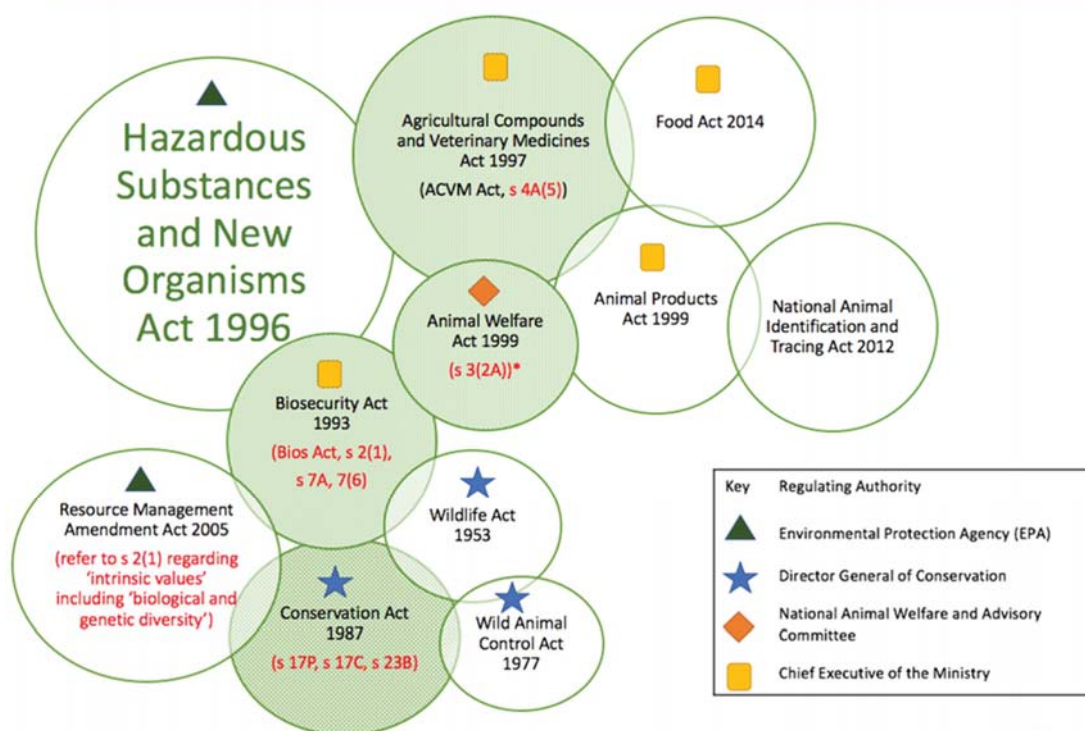 Hazardous
Substances
and New
Organisms
Act 1996
Agricultural Compounds
and Veterinary Medicines
Act 1997
(ACVM Act, s 4A(5))
Food Act 2014
Animal Products
Act 1999
National Animal
Identification and
Tracing Act 2012
Animal Welfare
Act 1999
(s 3(2A))*
Biosecurity Act
1993
(Bios Act, s 2(1),
s 7A, 7(6)
Resource Management
Amendment Act 2005
(refer to s 2(1) regarding
‘intrinsic values’
including ‘biological and
genetic diversity’)
Wildlife Act
1953
Conservation Act
1987
(s 17P, s 17C, s 23B)
Wild Animal
Control Act
1977
Key Regulating Authority
Environmental Protection Agency (EPA)
Director General of Conservation
National Animal Welfare and Advisory
Committee
Chief Executive of the Ministry